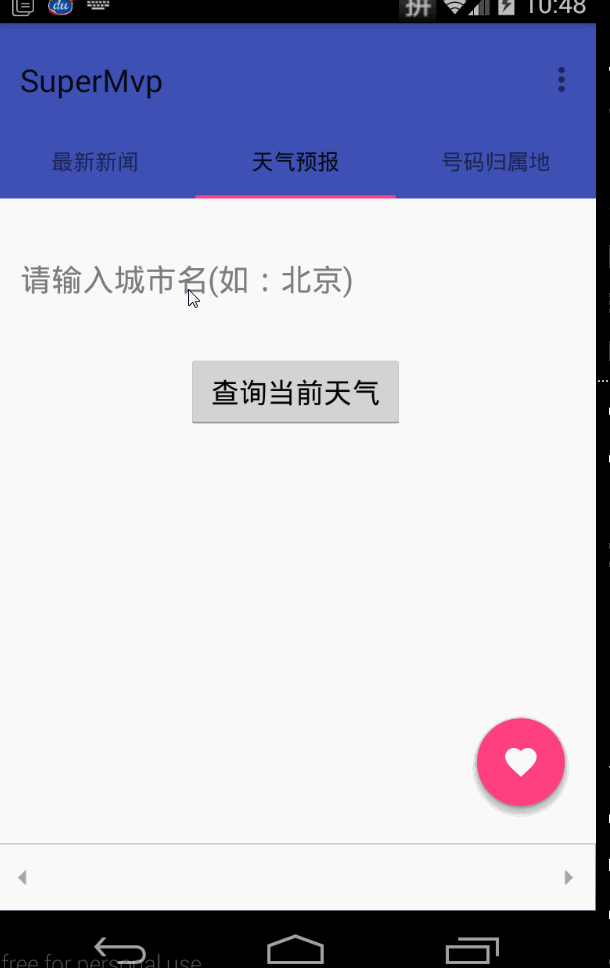 du 拼 10:48
SuperMvp
最新新闻 天气预报 号码归属地
请输入城市名(如：北京)
查询当前天气
free for personal use